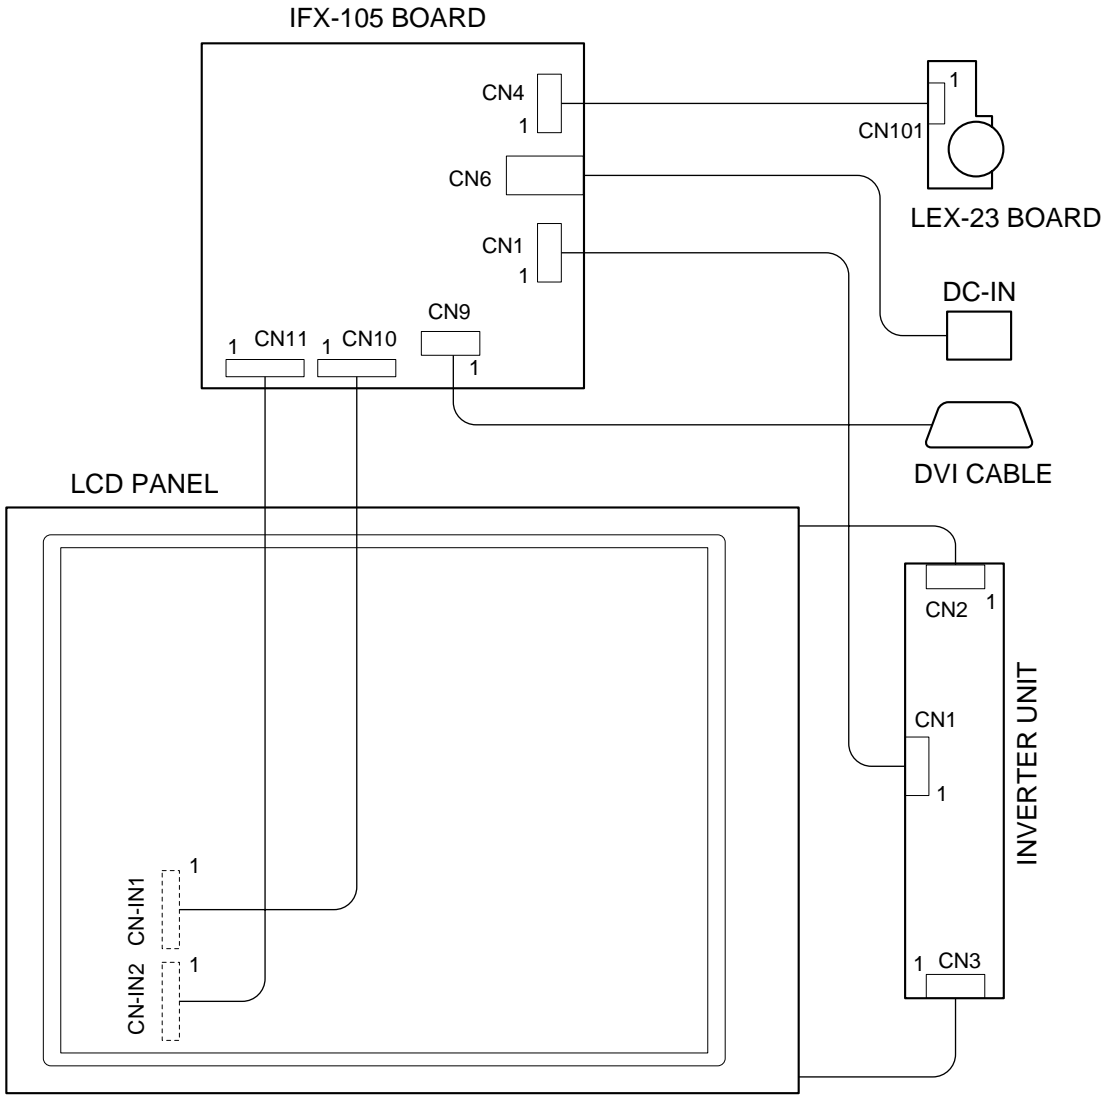 IFX-105 BOARD
CN4
1
1
CN101
CN6
LEX-23 BOARD
CN1
1
DC-IN
CN9
1
1 CN11
1 CN10
DVI CABLE
LCD PANEL
CN2
1
INVERTER UNIT
CN1
1
1
CN-IN1
1
CN-IN2
1 CN3